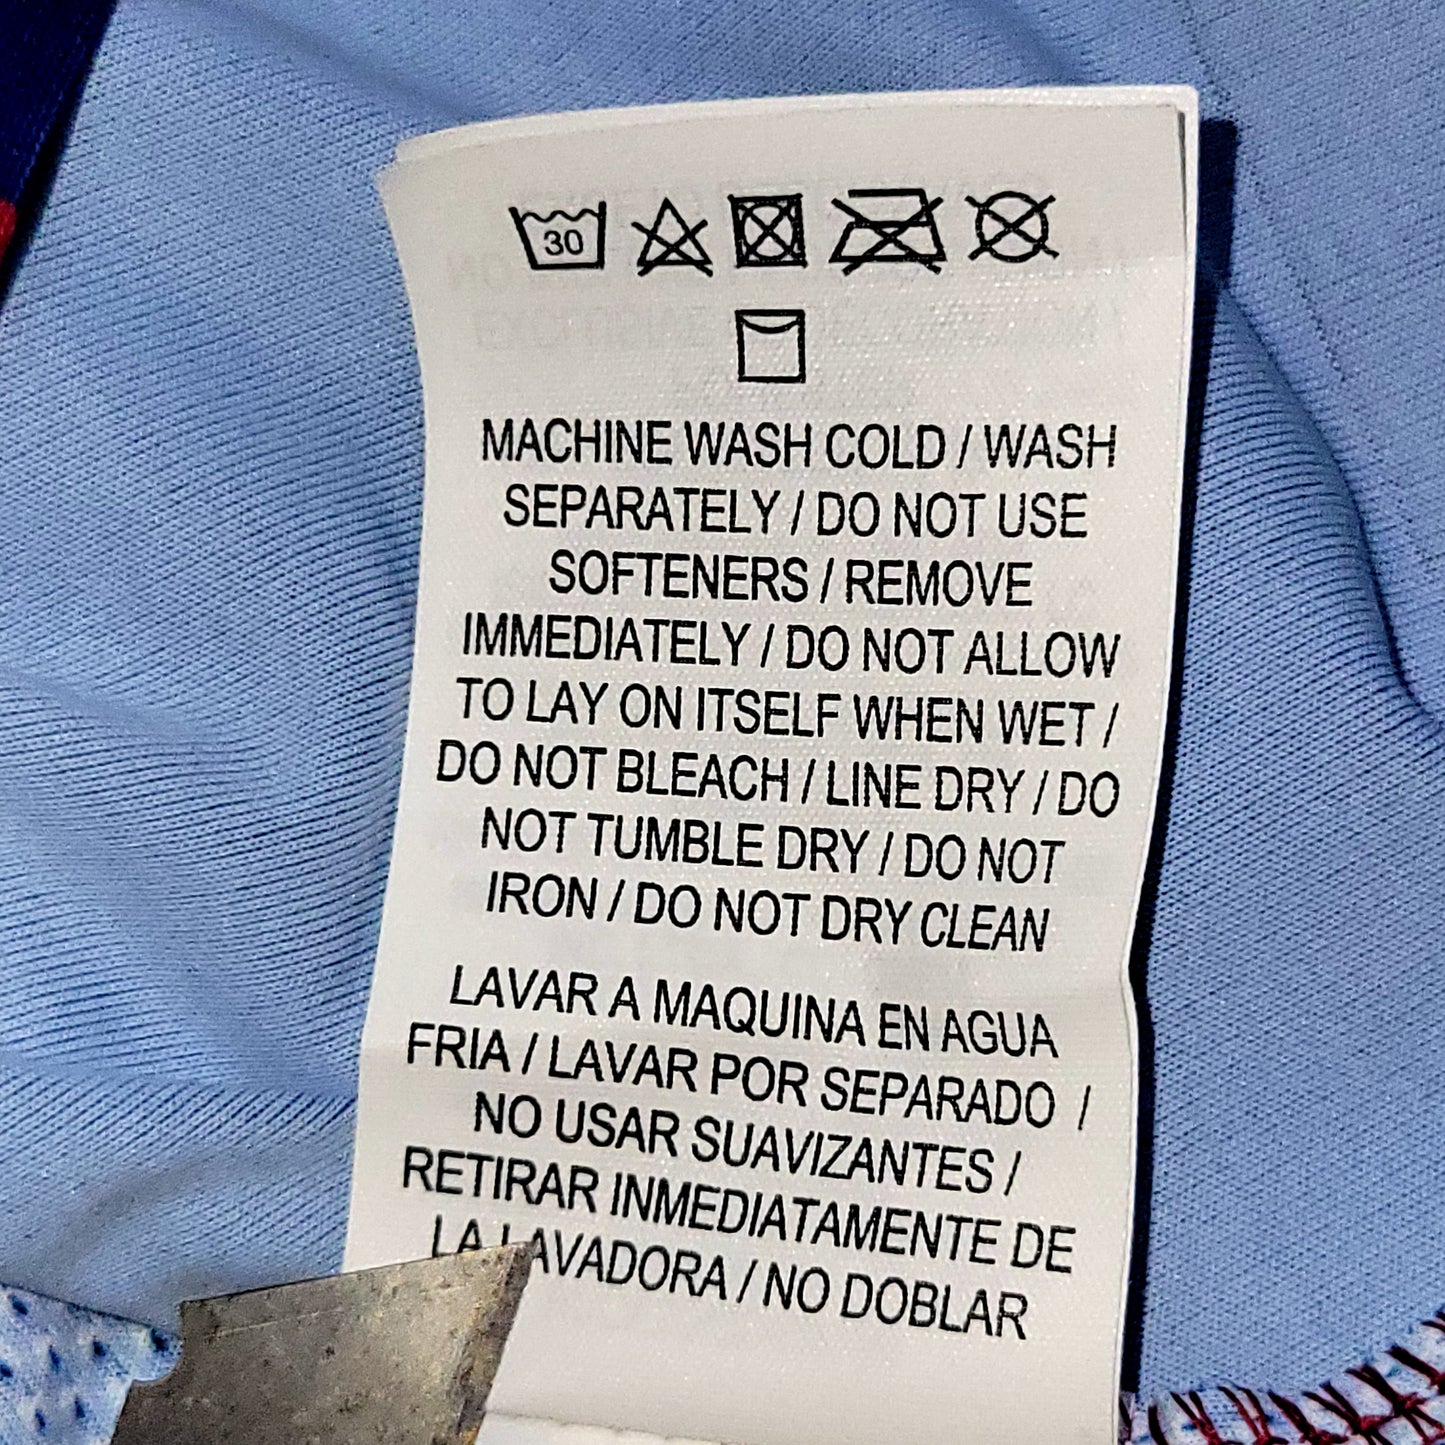 30
MACHINE WASH COLD / WASH
SEPARATELY / DO NOT USE
SOFTENERS / REMOVE
IMMEDIATELY / DO NOT ALLOW
TO LAY ON ITSELF WHEN WET /
DO NOT BLEACH / LINE DRY / DO
NOT TUMBLE DRY / DO NOT
IRON / DO NOT DRY CLEAN
LAVAR A MAQUINA EN AGUA
FRIA / LAVAR POR SEPARADO /
NO USAR SUAVIZANTES /
RETIRAR INMEDIATAMENTE DE
LA LAVADORA / NO DOBLAR